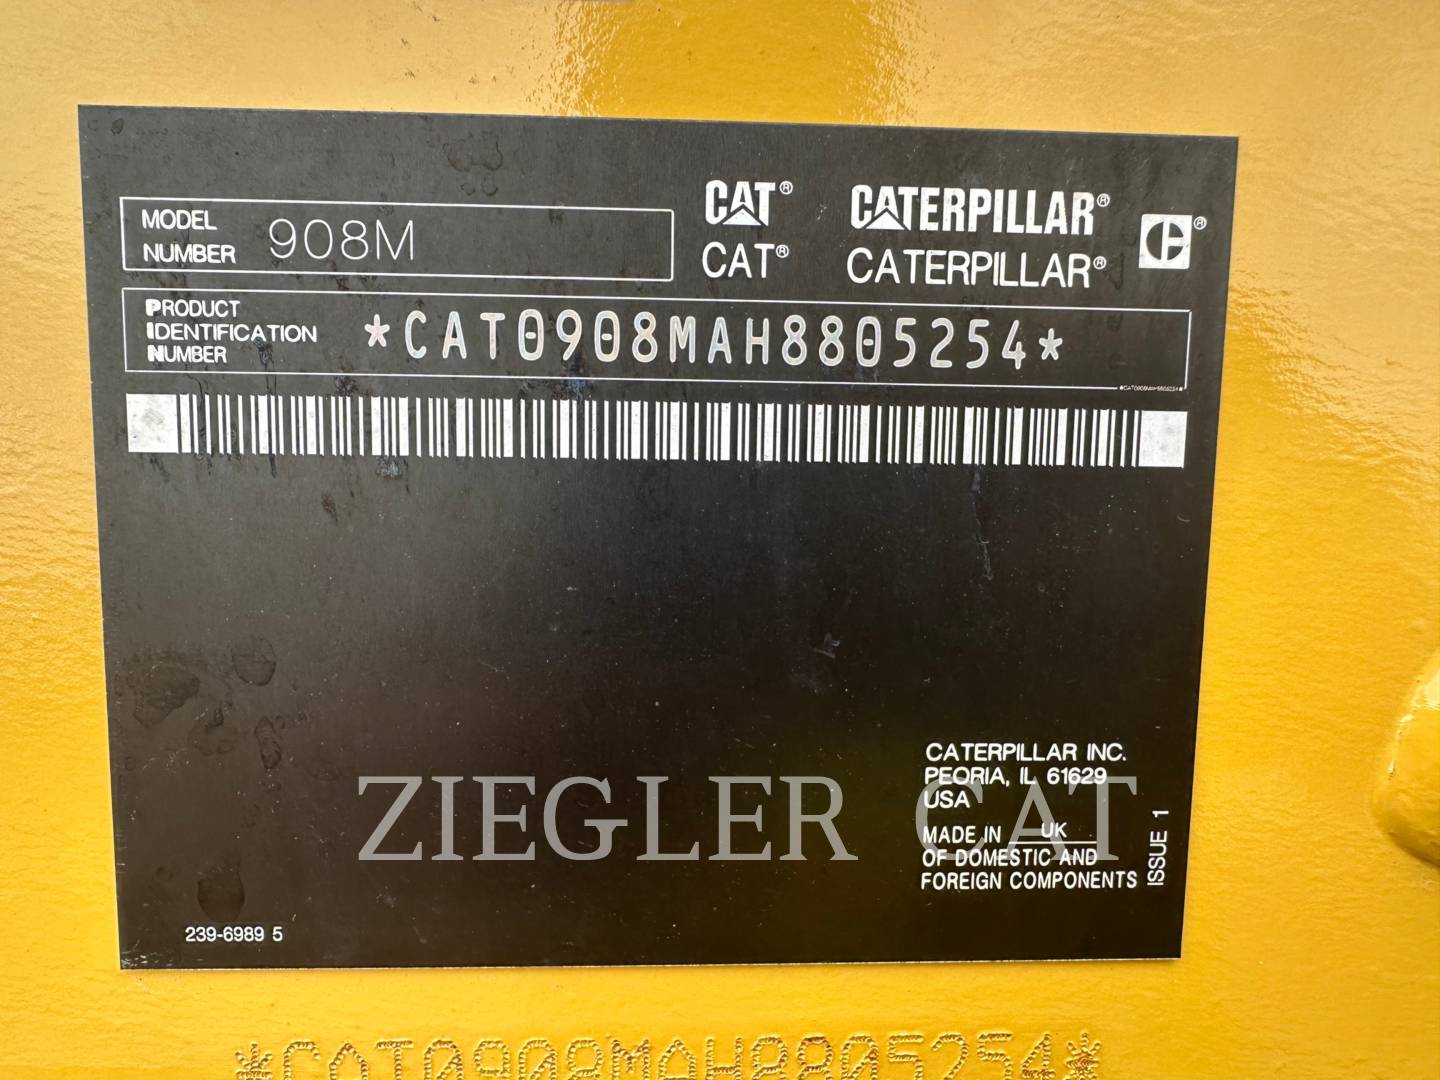 MODEL
NUMBER 908M
CAT® CATERPILLAR®
CAT® CATERPILLAR®
PRODUCT
IDENTIFICATION
NUMBER
*CAT0908MAH8805254*
*CAT0908MAH8805254*
CATERPILLAR INC.
PEORIA, IL 61629
USA
MADE IN UK
OF DOMESTIC AND
FOREIGN COMPONENTS
ISSUE 1
ZIEGLER CAT
239-6989 5
*CAT0908MAH8805254*